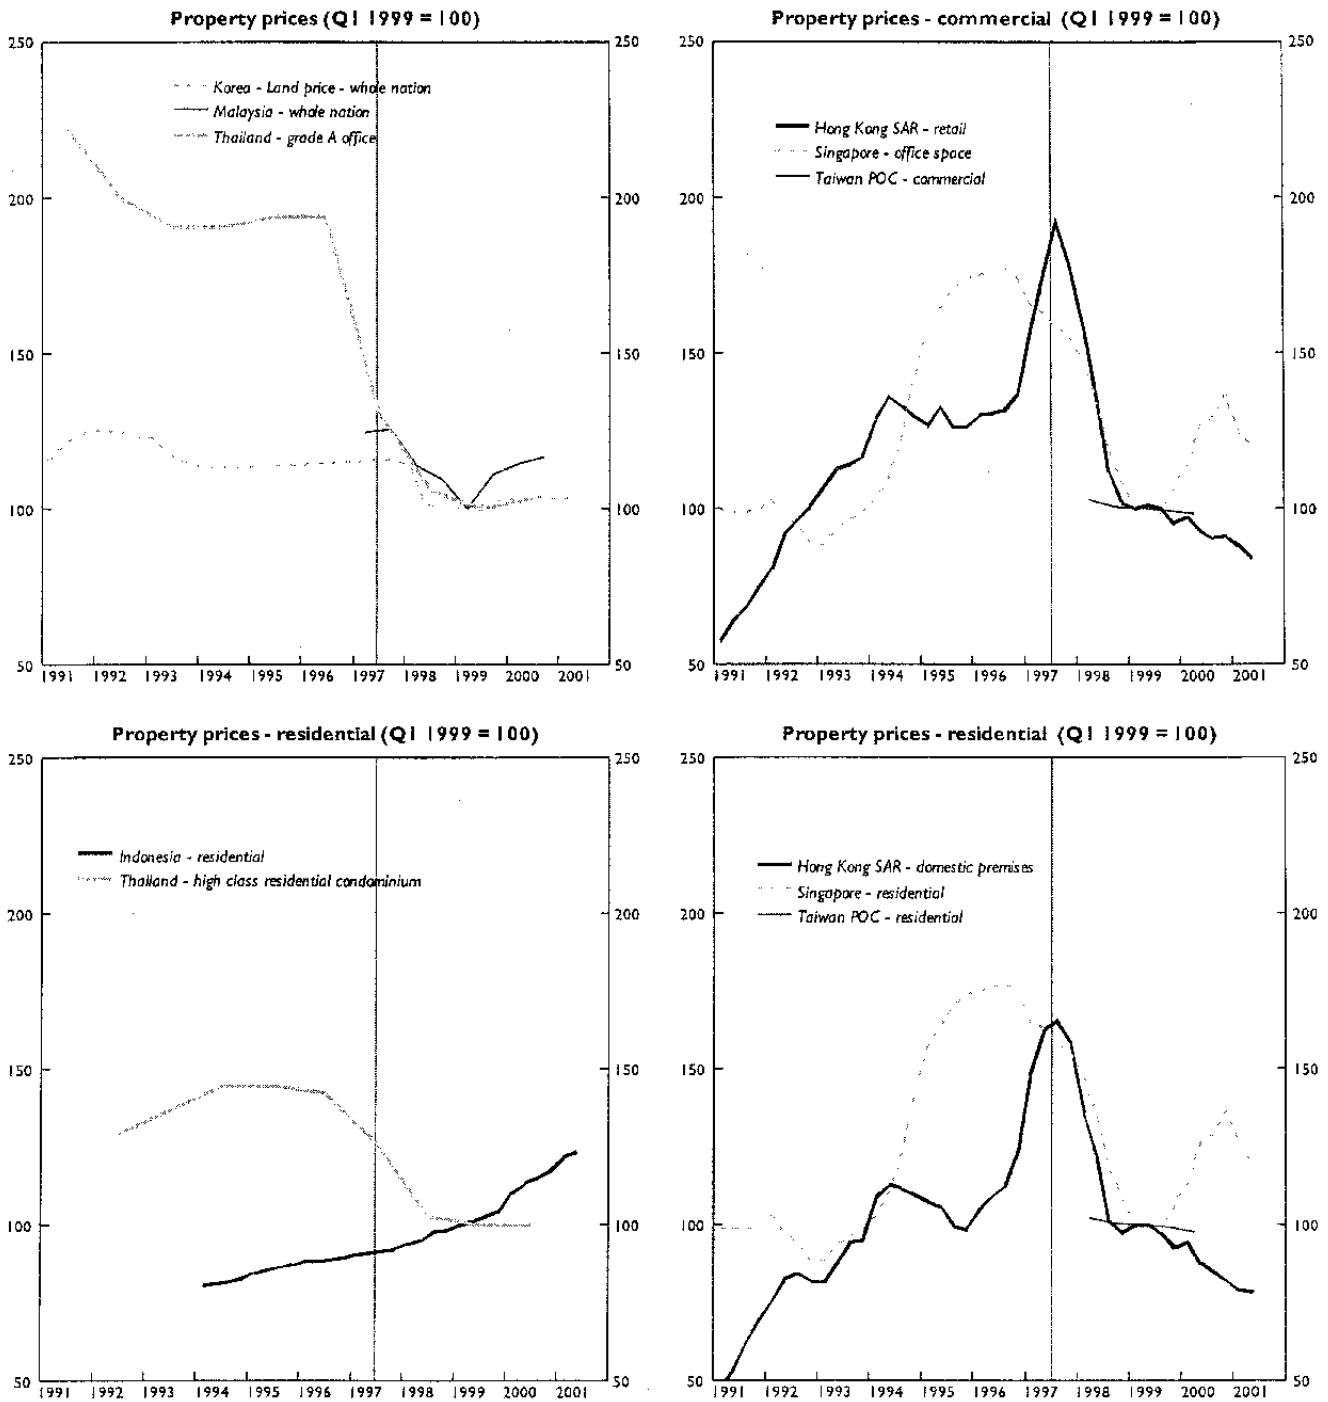 Property prices (Q1 1999 = 100)
250
250
Korea - Land price - whole nation
Malaysia - whole nation
Thailand - grade A office
200
200
150
150
100
100
50
50
1991 1992 1993 1994 1995 1996 1997 1998 1999 2000 2001
Property prices - commercial (Q1 1999 = 100)
250
250
Hong Kong SAR - retail
Singapore - office space
Taiwan POC - commercial
200
200
150
150
100
100
50
50
1991 1992 1993 1994 1995 1996 1997 1998 1999 2000 2001
Property prices - residential (Q1 1999 = 100)
250
250
Indonesia - residential
Thailand - high class residential condominium
200
200
150
150
100
100
50
50
1991 1992 1993 1994 1995 1996 1997 1998 1999 2000 2001
Property prices - residential (Q1 1999 = 100)
250
250
Hong Kong SAR - domestic premises
Singapore - residential
Taiwan POC - residential
200
200
150
150
100
100
50
50
1991 1992 1993 1994 1995 1996 1997 1998 1999 2000 2001